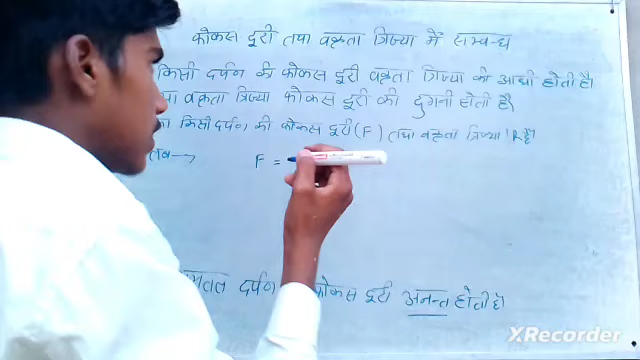 फोकस दूरी तथा वक्रता त्रिज्या में सम्बन्ध
किसी दर्पण की फोकस दूरी वक्रता त्रिज्या की आधी होती है।
वक्रता त्रिज्या फोकस दूरी की दुगनी होती है
किसी दर्पण की फोकस दूरी (F) तथा वक्रता त्रिज्या R है
तब →
F =
दर्पण फोकस दूरी अनन्त होती है
XRecorder